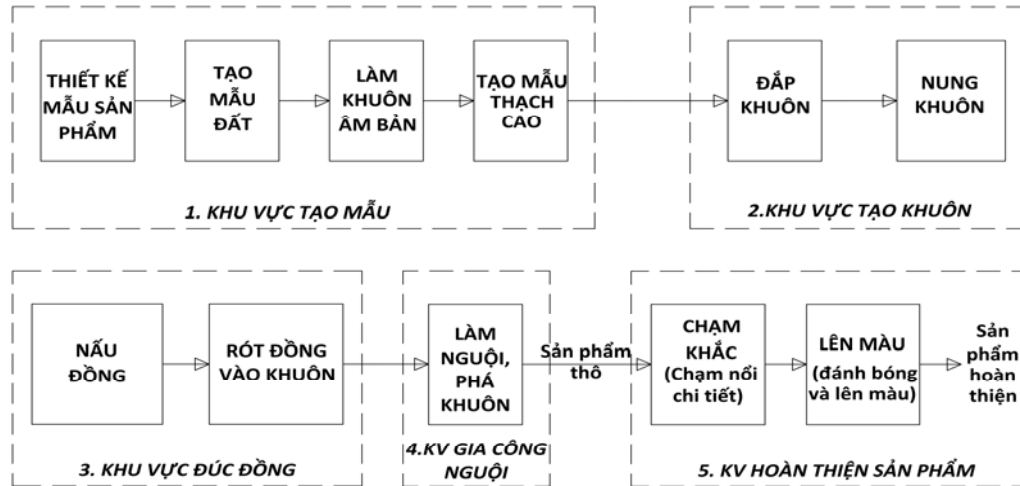 THIẾT KẾ
MẪU SẢN
PHẨM
TẠO
MẪU
ĐẤT
LÀM
KHUÔN
ÂM BẢN
TẠO MẪU
THẠCH
CAO
1. KHU VỰC TẠO MẪU
ĐẮP
KHUÔN
NUNG
KHUÔN
2.KHU VỰC TẠO KHUÔN
NẤU
ĐỒNG
RÓT ĐỒNG
VÀO KHUÔN
3. KHU VỰC ĐÚC ĐỒNG
LÀM
NGUỘI,
PHÁ
KHUÔN
4.KV GIA CÔNG
NGUỘI
Sản phẩm
thô
CHẠM
KHẮC
(Chạm nổi
chi tiết)
LÊN MÀU
(đánh bóng
và lên màu)
Sản
phẩm
hoàn
thiện
5. KV HOÀN THIỆN SẢN PHẨM